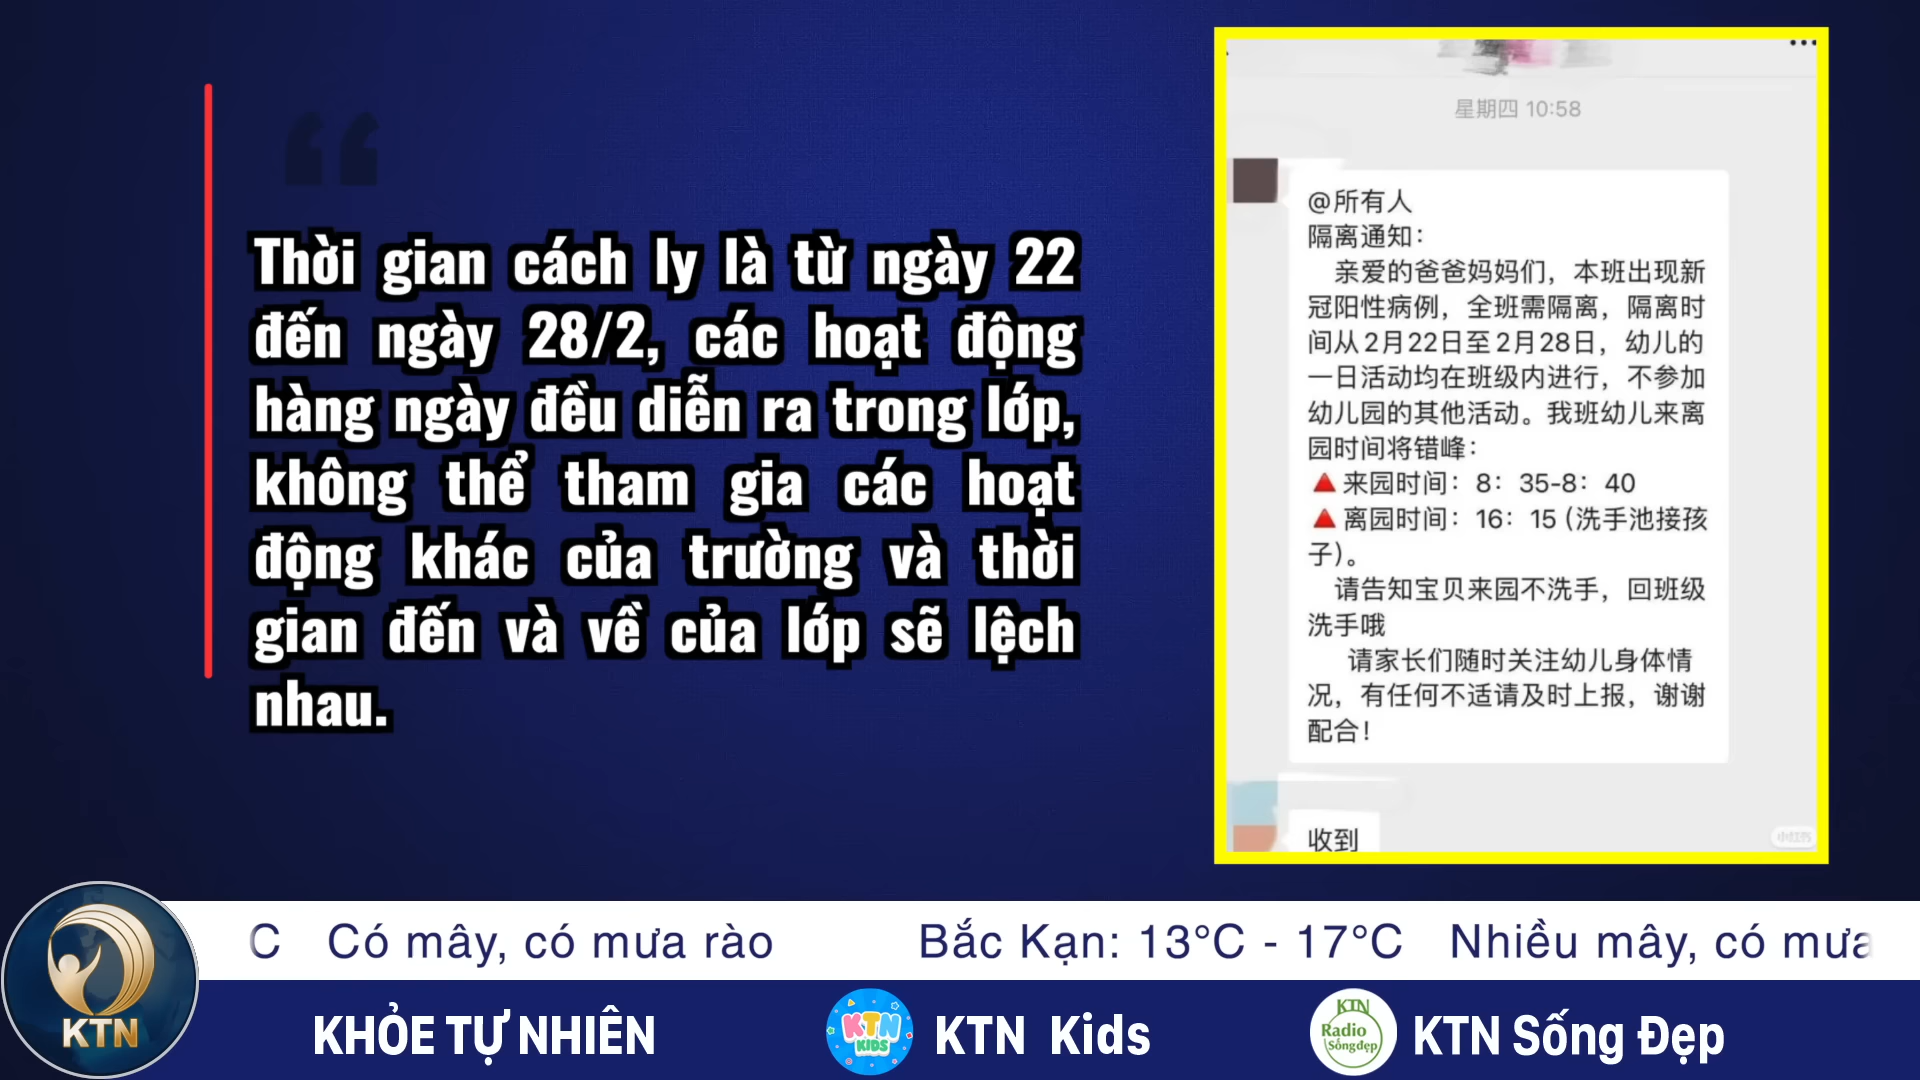 Thời gian cách ly là từ ngày 22
đến ngày 28/2, các hoạt động
hàng ngày đều diễn ra trong lớp,
không thể tham gia các hoạt
động khác của trường và thời
gian đến và về của lớp sẽ lệch
nhau.
星期四 10:58
@所有人
隔离通知：
亲爱的爸爸妈妈们，本班出现新
冠阳性病例，全班需隔离，隔离时
间从2月22日至2月28日，幼儿的
一日活动均在班级内进行，不参加
幼儿园的其他活动。我班幼儿来离
园时间将错峰：
🔺来园时间：8：35-8：40
🔺离园时间：16：15（洗手池接孩
子）。
请告知宝贝来园不洗手，回班级
洗手哦
请家长们随时关注幼儿身体情
况，有任何不适请及时上报，谢谢
配合！
收到
小红书
C Có mây, có mưa rào Bắc Kạn: 13°C - 17°C Nhiều mây, có mưa
KTN
KHỎE TỰ NHIÊN
KTN KIDS
KTN Kids
KTN
Radio
Sống đẹp
KTN Sống Đẹp